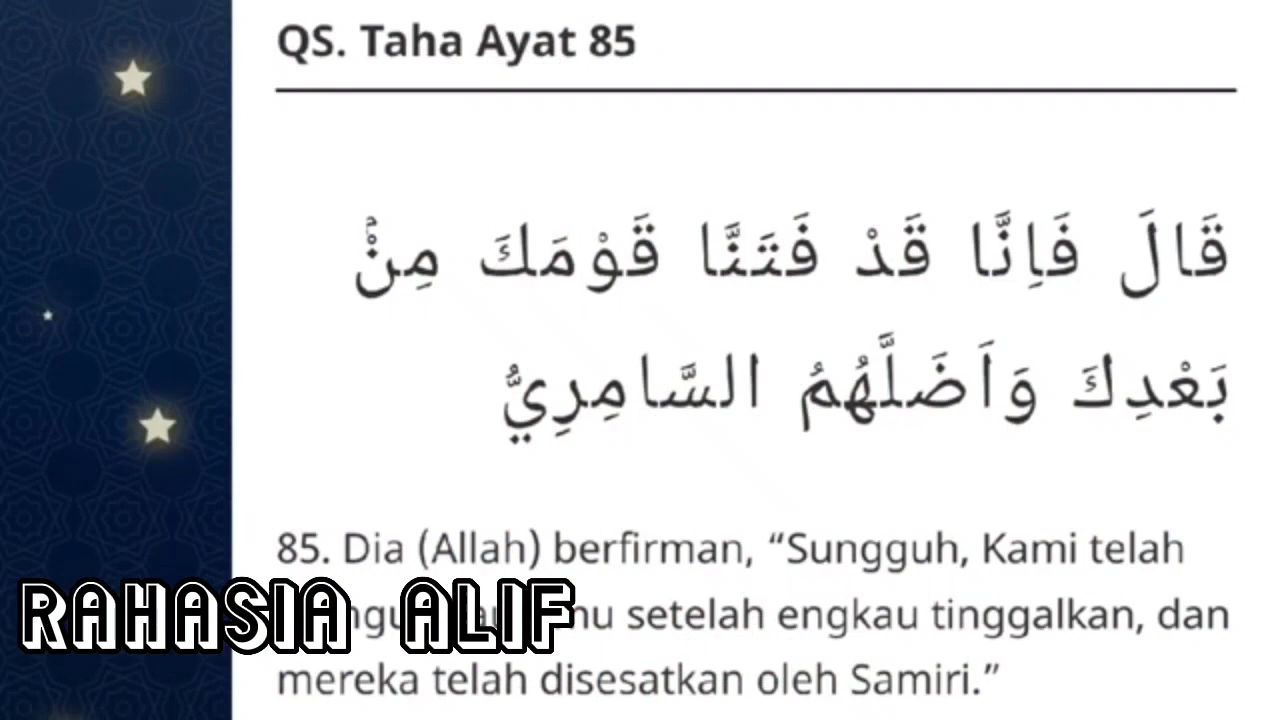 QS. Taha Ayat 85
قَالَ فَاِنَّا قَدْ فَتَنَّا قَوْمَكَ مِنْۢ
بَعْدِكَ وَاَضَلَّهُمُ السَّامِرِيُّ
85. Dia (Allah) berfirman, “Sungguh, Kami telah
setelah engkau tinggalkan, dan
RAHASIA ALIF
mereka telah disesatkan oleh Samiri.”